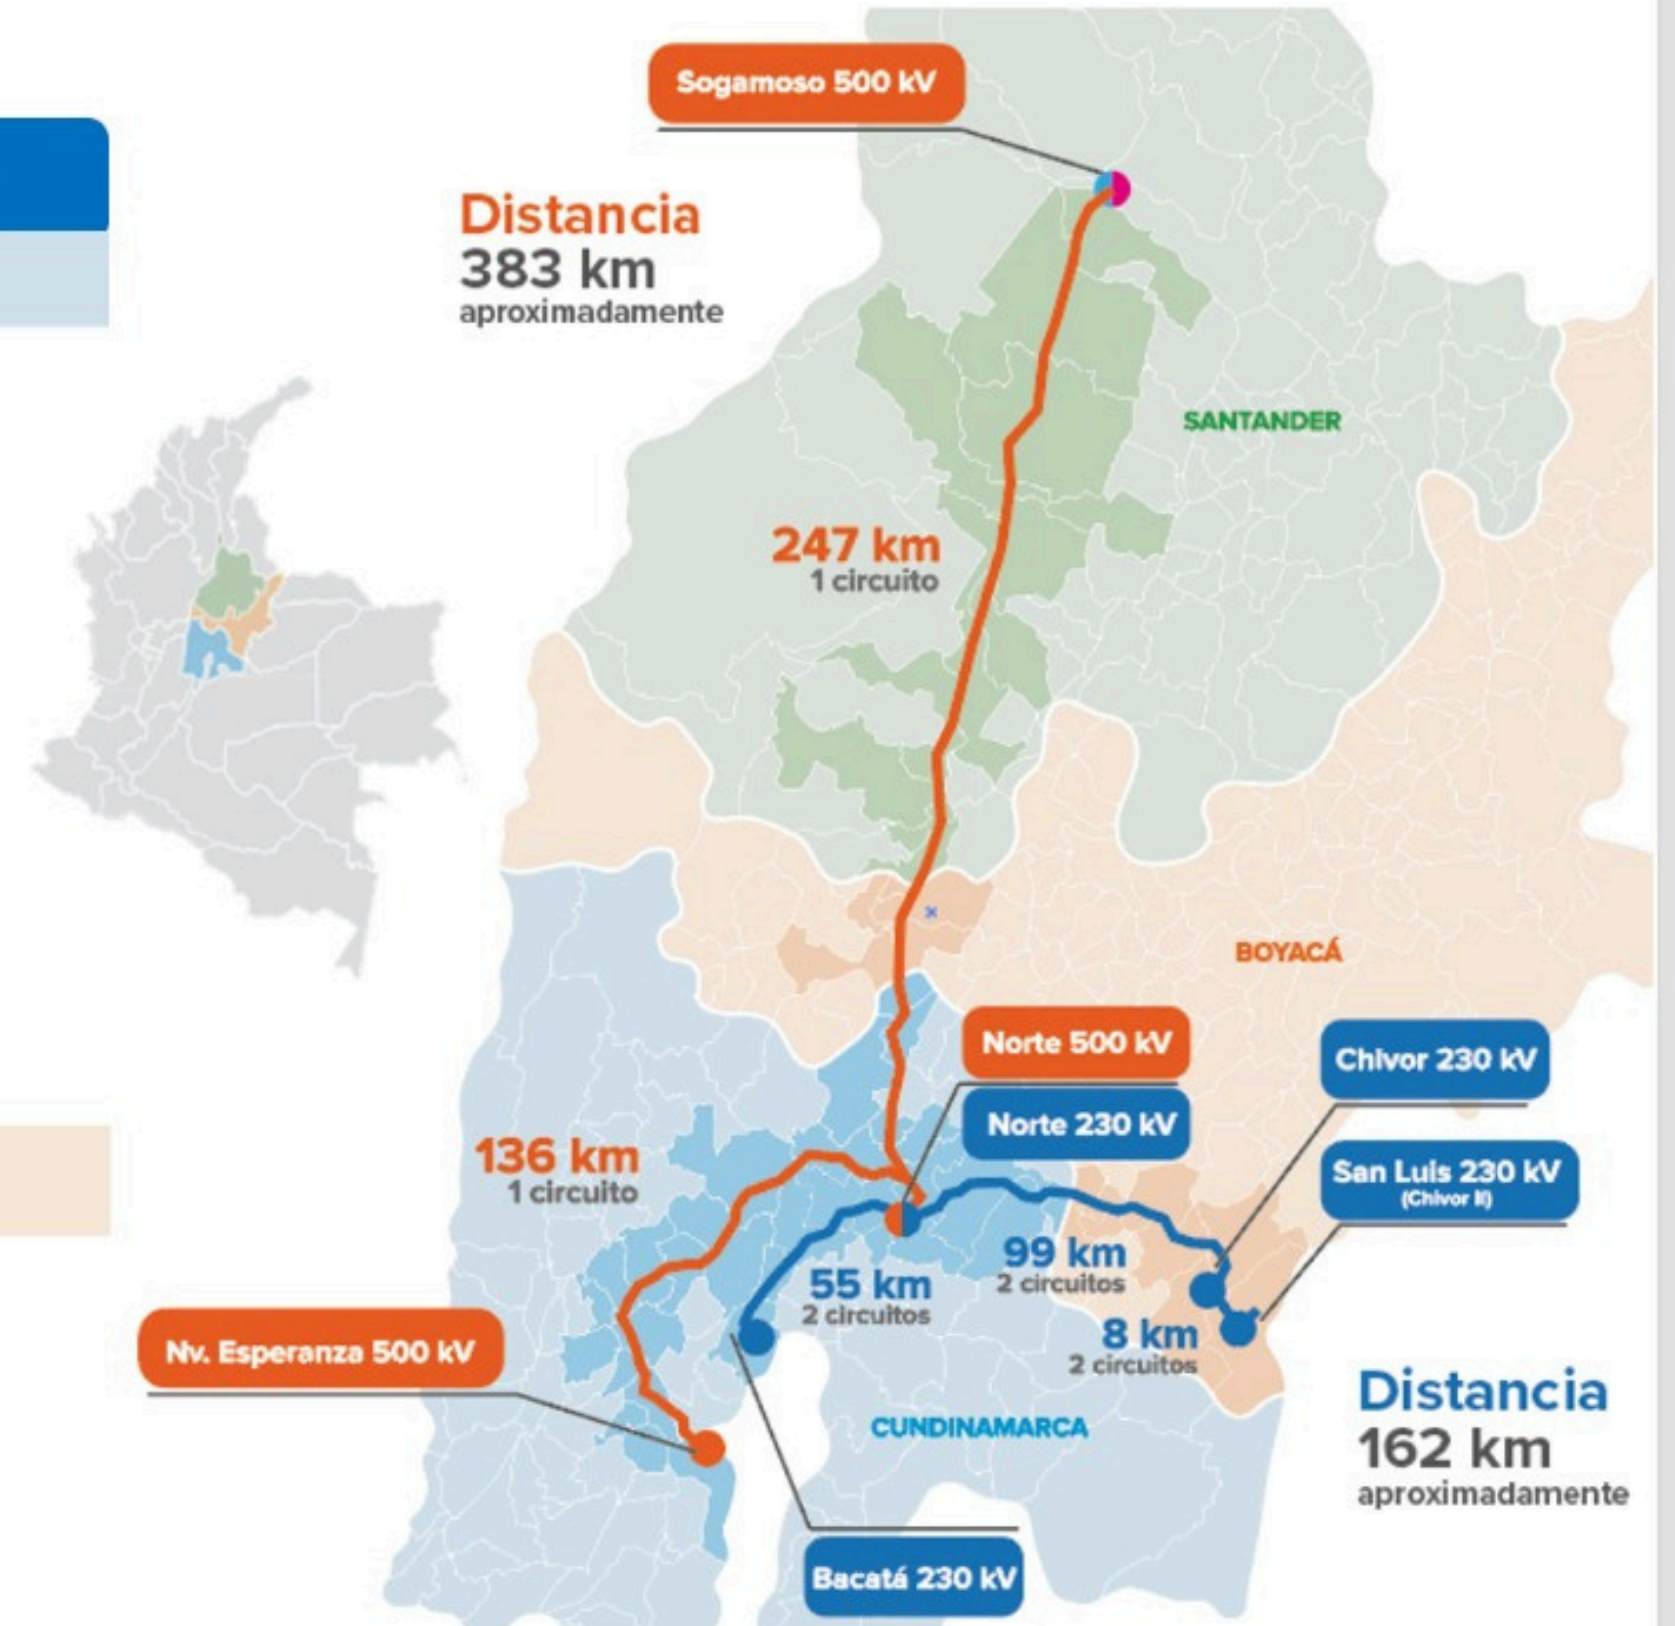 Sogamoso 500 kV
Distancia
383 km
aproximadamente
SANTANDER
247 km
1 circuito
BOYACÁ
Norte 500 kV
Chivor 230 kV
Norte 230 kV
136 km
1 circuito
San Luis 230 kV
(Chivor II)
99 km
2 circuitos
55 km
2 circuitos
8 km
2 circuitos
Nv. Esperanza 500 kV
Distancia
162 km
aproximadamente
CUNDINAMARCA
Bacatá 230 kV